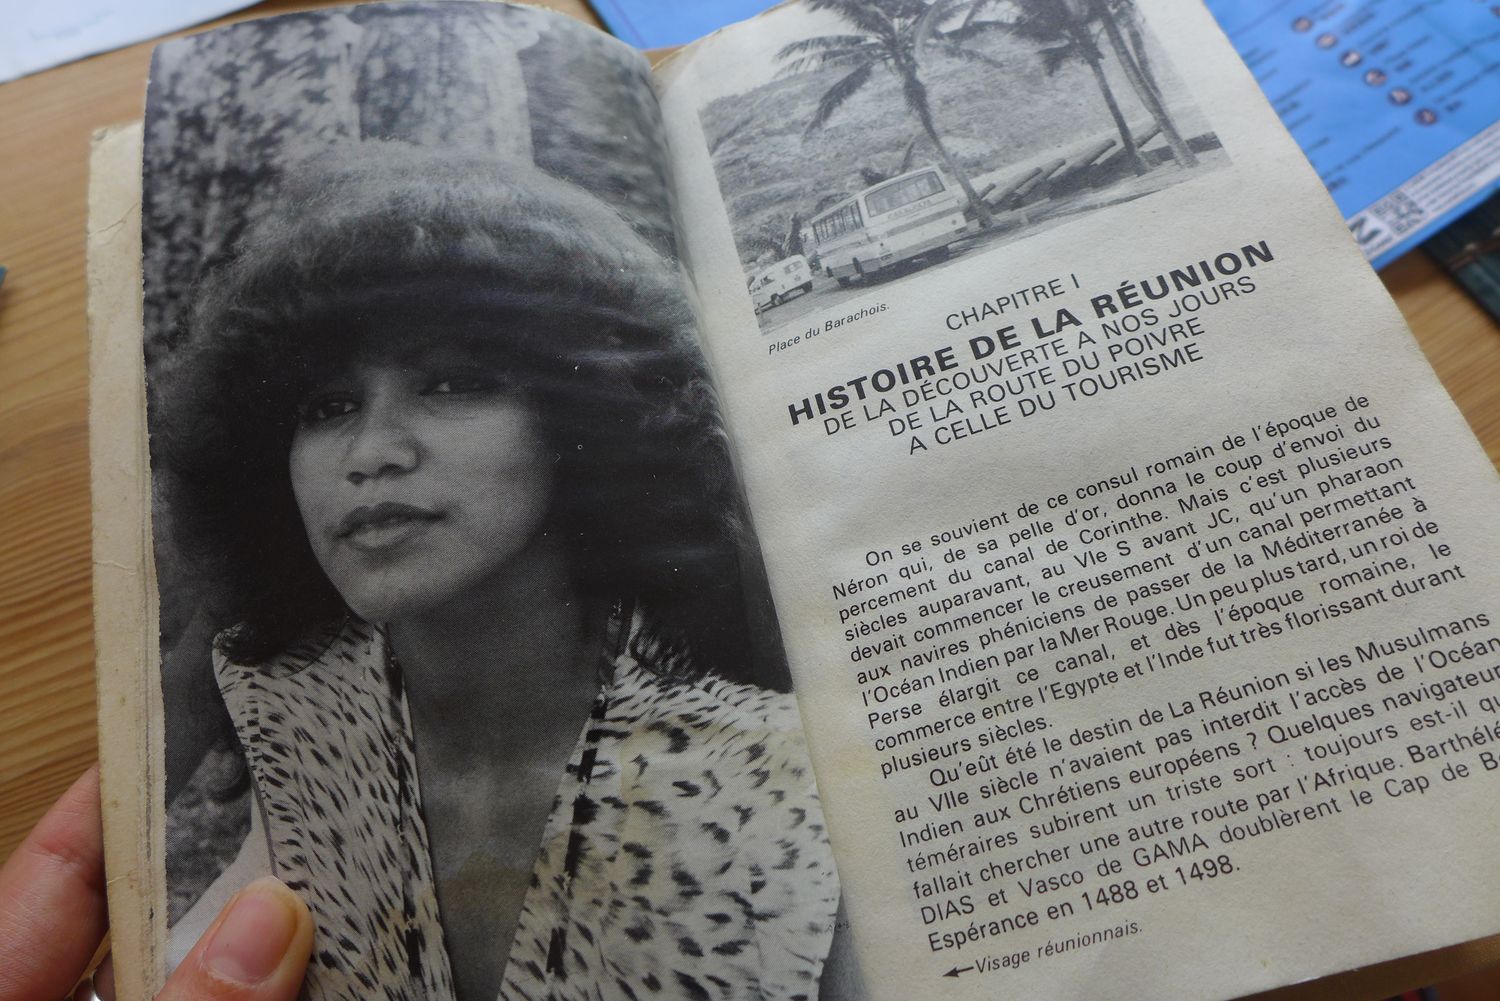 Place du Barachois.
CHAPITRE I
HISTOIRE DE LA RÉUNION
DE LA DÉCOUVERTE A NOS JOURS
DE LA ROUTE DU POIVRE
A CELLE DU TOURISME
On se souvient de ce consul romain de l'époque de
Néron qui, de sa pelle d'or, donna le coup d'envoi du
percement du canal de Corinthe. Mais c'est plusieurs
siècles auparavant, au VIe S avant JC, qu'un pharaon
devait commencer le creusement d'un canal permettant
aux navires phéniciens de passer de la Méditerranée à
l'Océan Indien par la Mer Rouge. Un peu plus tard, un roi de
Perse élargit ce canal, et dès l'époque romaine, le
commerce entre l'Egypte et l'Inde fut très florissant durant
plusieurs siècles.
Qu'eût été le destin de La Réunion si les Musulmans
au VIIe siècle n'avaient pas interdit l'accès de l'Océan
Indien aux Chrétiens européens ? Quelques navigateur
téméraires subirent un triste sort : toujours est-il qu
fallait chercher une autre route par l'Afrique. Barthélé
DIAS et Vasco de GAMA doublèrent le Cap de Bo
Espérance en 1488 et 1498.
Visage réunionnais.